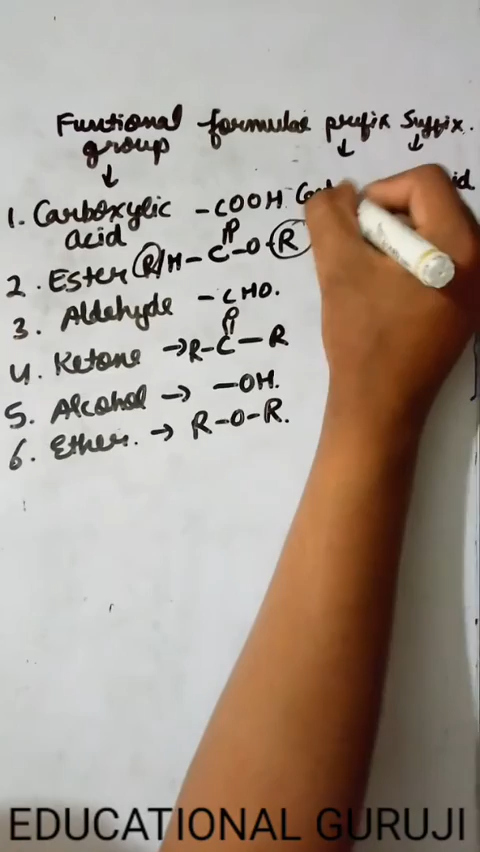 Funtional formulae prefix Suffix.
group
1. Carboxylic -COOH
acid
2. Ester R/H-C-O-R
O
3. Aldehyde -CHO.
O
4. Ketone →R-C-R
5. Alcohal → -OH.
6. Ether. → R-O-R.
EDUCATIONAL GURUJI